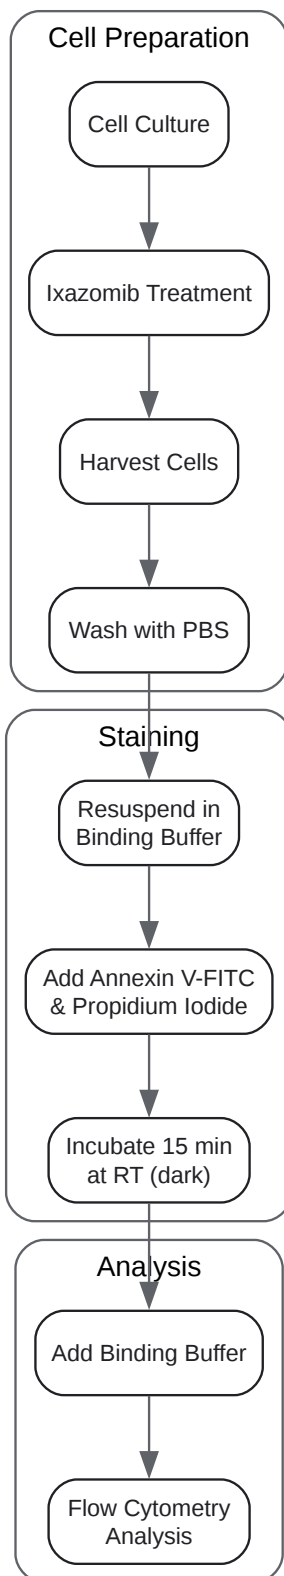 Cell Preparation
Cell Culture
Ixazomib Treatment
Harvest Cells
Wash with PBS
Staining
Resuspend in
Binding Buffer
Add Annexin V-FITC
& Propidium Iodide
Incubate 15 min
at RT (dark)
Analysis
Add Binding Buffer
Flow Cytometry
Analysis